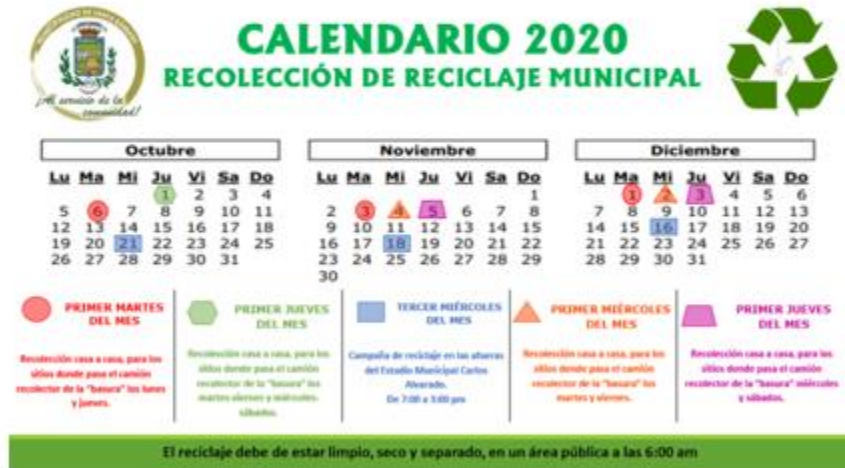 ¡Al servicio de la
comunidad!
CALENDARIO 2020
RECOLECCIÓN DE RECICLAJE MUNICIPAL
Octubre
Lu Ma Mi Ju Vi Sa Do
1 2 3 4
5 6 7 8 9 10 11
12 13 14 15 16 17 18
19 20 21 22 23 24 25
26 27 28 29 30 31
Noviembre
Lu Ma Mi Ju Vi Sa Do
1
2 3 4 5 6 7 8
9 10 11 12 13 14 15
16 17 18 19 20 21 22
23 24 25 26 27 28 29
30
Diciembre
Lu Ma Mi Ju Vi Sa Do
1 2 3 4 5 6
7 8 9 10 11 12 13
14 15 16 17 18 19 20
21 22 23 24 25 26 27
28 29 30 31
PRIMER MARTES
DEL MES
Recolección casa a casa, para los
sitios donde pasa el camión
recolector de la "basura" los lunes
y jueves.
PRIMER JUEVES
DEL MES
Recolección casa a casa, para los
sitios donde pasa el camión
recolector de la "basura" los
martes viernes y miércoles
sábados.
TERCER MIÉRCOLES
DEL MES
Campaña de reciclaje en las afueras
del Estadio Municipal Carlos
Alvarado.
De 7:00 a 3:00 pm
PRIMER MIÉRCOLES
DEL MES
Recolección casa a casa, para los
sitios donde pasa el camión
recolector de la "basura" los
martes y viernes.
PRIMER JUEVES
DEL MES
Recolección casa a casa, para los
sitios donde pasa el camión
recolector de la "basura" miércoles
y sábados.
El reciclaje debe de estar limpio, seco y separado, en un área pública a las 6:00 am